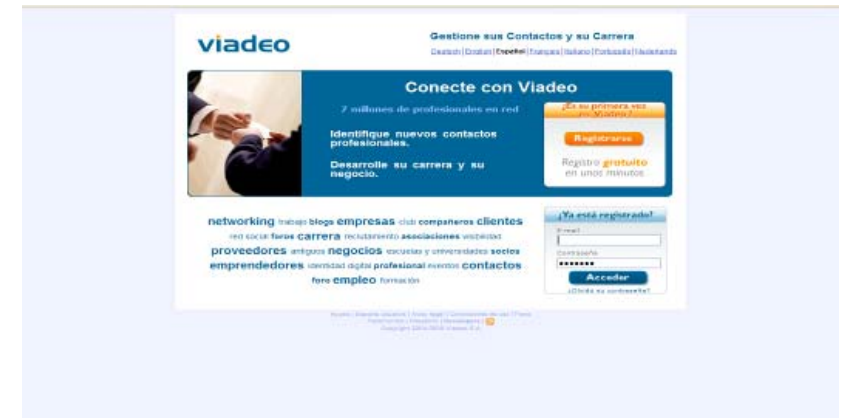 viadeo
Gestione sus Contactos y su Carrera
Deutsch | English | Español | Français | Italiano | Português | Nederlands
Conecte con Viadeo
7 millones de profesionales en red
Identifique nuevos contactos
profesionales.
Desarrolle su carrera y su
negocio.
¿Es su primera vez
en Viadeo?
Registrarse
Registro gratuito
en unos minutos
networking trabajo blogs empresas club compañeros clientes
red social foros carrera reclutamiento asociaciones visibilidad
proveedores antiguos negocios escuelas y universidades socios
emprendedores identidad digital profesional eventos contactos
foro empleo formación
¿Ya está registrado?
E-mail
Contraseña
•••••••
Acceder
¿Olvidó su contraseña?